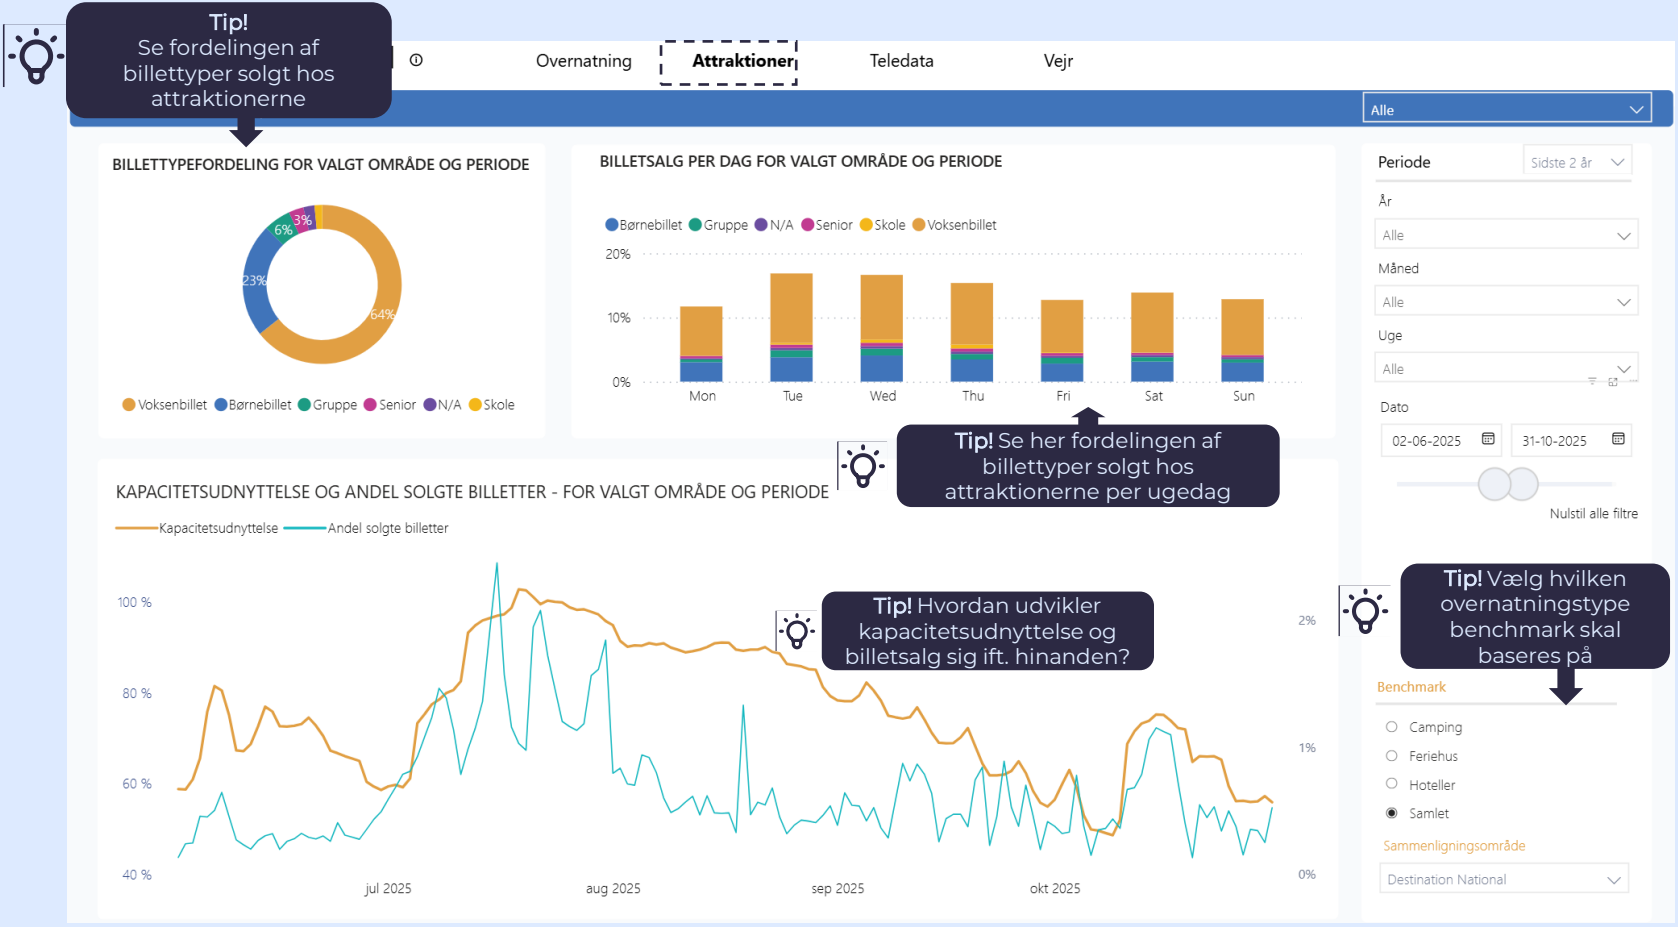 Tip!
Se fordelingen af
billettyper solgt hos
attraktionerne
Overnatning
Attraktioner
Teledata
Vejr
Alle
BILLETTYPEFORDELING FOR VALGT OMRÅDE OG PERIODE
6%
3%
23%
64%
Voksenbillet Børnebillet Gruppe Senior N/A Skole
BILLETSALG PER DAG FOR VALGT OMRÅDE OG PERIODE
Børnebillet Gruppe N/A Senior Skole Voksenbillet
20%
10%
0%
Mon Tue Wed Thu Fri Sat Sun
Tip! Se her fordelingen af
billettyper solgt hos
attraktionerne per ugedag
KAPACITETSUDNYTTELSE OG ANDEL SOLGTE BILLETTER - FOR VALGT OMRÅDE OG PERIODE
Kapacitetsudnyttelse Andel solgte billetter
100 %
80 %
60 %
40 %
2%
1%
0%
jul 2025 aug 2025 sep 2025 okt 2025
Tip! Hvordan udvikler
kapacitetsudnyttelse og
billetsalg sig ift. hinanden?
Periode
Sidste 2 år
År
Alle
Måned
Alle
Uge
Alle
Dato
02-06-2025 31-10-2025
Nulstil alle filtre
Tip! Vælg hvilken
overnatningstype
benchmark skal
baseres på
Benchmark
Camping
Feriehus
Hoteller
Samlet
Sammenligningsområde
Destination National